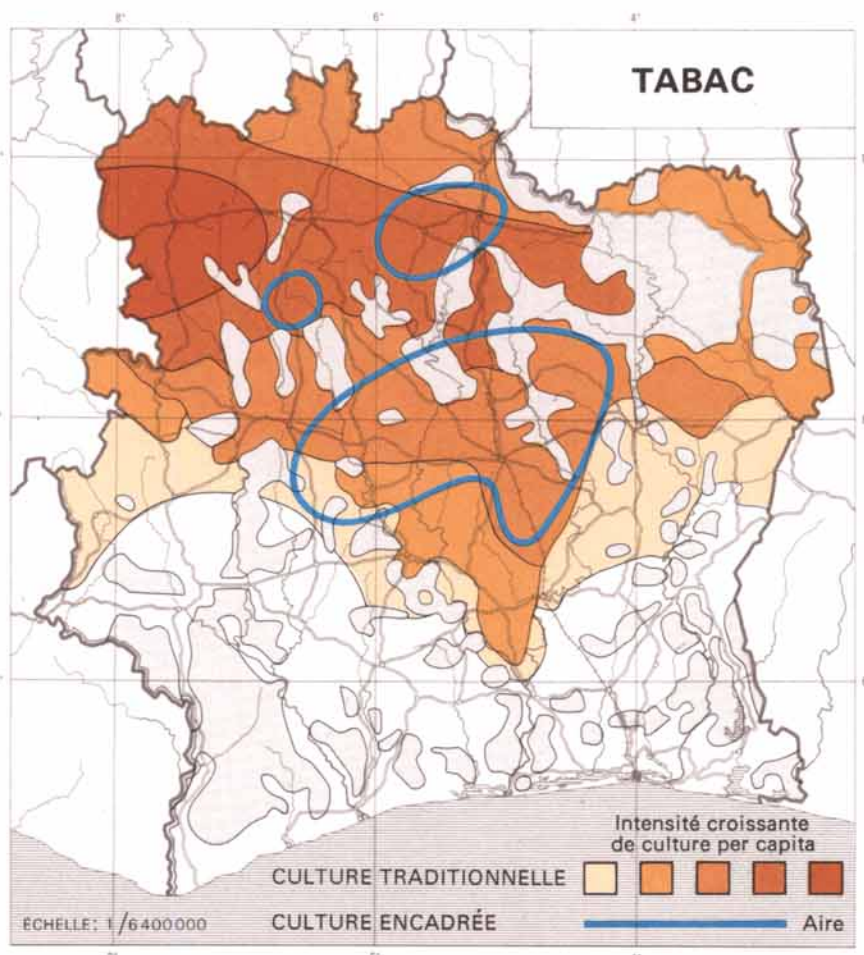 8° 6° 4°
TABAC
Intensité croissante
de culture per capita
CULTURE TRADITIONNELLE
ÉCHELLE: 1/6400000
CULTURE ENCADRÉE
Aire